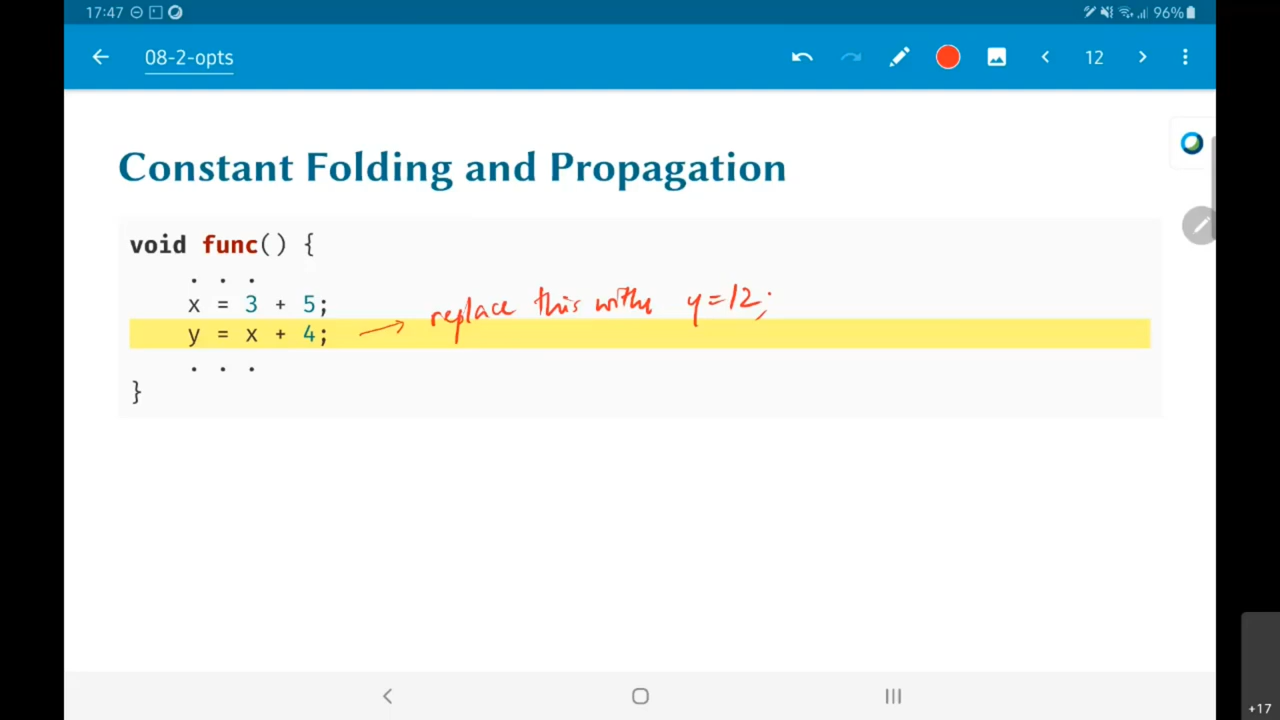 17:47 96%
08-2-opts 12
Constant Folding and Propagation
void func() {
. . .
x = 3 + 5;
y = x + 4; → replace this with y=12;
. . .
}
+17